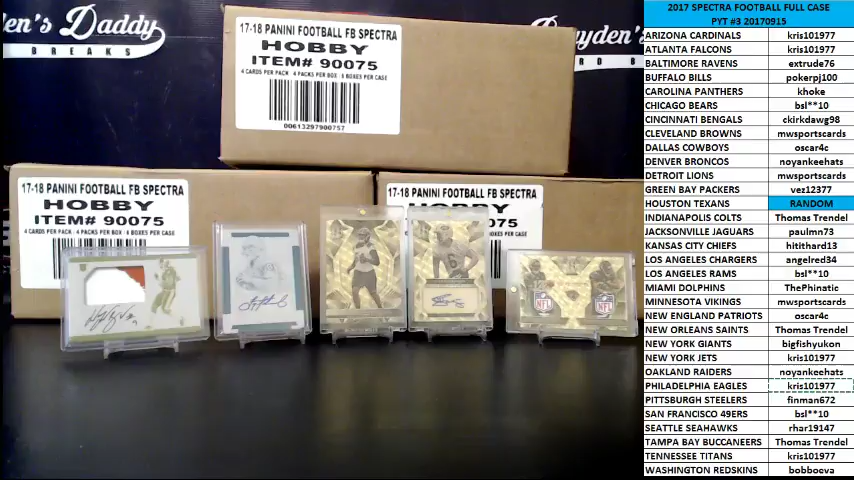 en's Daddy
BREAKS
ayden's
BO
17-18 PANINI FOOTBALL FB SPECTRA
HOBBY
ITEM# 90075
4 CARDS PER PACK - 4 PACKS PER BOX - 8 BOXES PER CASE
00613297900757
17-18 PANINI FOOTBALL FB SPECTRA
HOBBY
ITEM# 90075
4 CARDS PER PACK - 4 PACKS PER BOX - 8 BOXES PER CASE
17-18 PANINI FOOTBALL FB SPECTRA
HOBBY
90075
NFL
NFL
2017 SPECTRA FOOTBALL FULL CASE
PYT #3 20170915
ARIZONA CARDINALS kris101977
ATLANTA FALCONS kris101977
BALTIMORE RAVENS extrude76
BUFFALO BILLS pokerpj100
CAROLINA PANTHERS khoke
CHICAGO BEARS bsl**10
CINCINNATI BENGALS ckirkdawg98
CLEVELAND BROWNS mwsportscards
DALLAS COWBOYS oscar4c
DENVER BRONCOS noyankeehats
DETROIT LIONS mwsportscards
GREEN BAY PACKERS vez12377
HOUSTON TEXANS RANDOM
INDIANAPOLIS COLTS Thomas Trendel
JACKSONVILLE JAGUARS paulmn73
KANSAS CITY CHIEFS hitithard13
LOS ANGELES CHARGERS angelred34
LOS ANGELES RAMS bsl**10
MIAMI DOLPHINS ThePhinatic
MINNESOTA VIKINGS mwsportscards
NEW ENGLAND PATRIOTS oscar4c
NEW ORLEANS SAINTS Thomas Trendel
NEW YORK GIANTS bigfishyukon
NEW YORK JETS kris101977
OAKLAND RAIDERS noyankeehats
PHILADELPHIA EAGLES kris101977
PITTSBURGH STEELERS finman672
SAN FRANCISCO 49ERS bsl**10
SEATTLE SEAHAWKS rhar19147
TAMPA BAY BUCCANEERS Thomas Trendel
TENNESSEE TITANS kris101977
WASHINGTON REDSKINS bobboeva